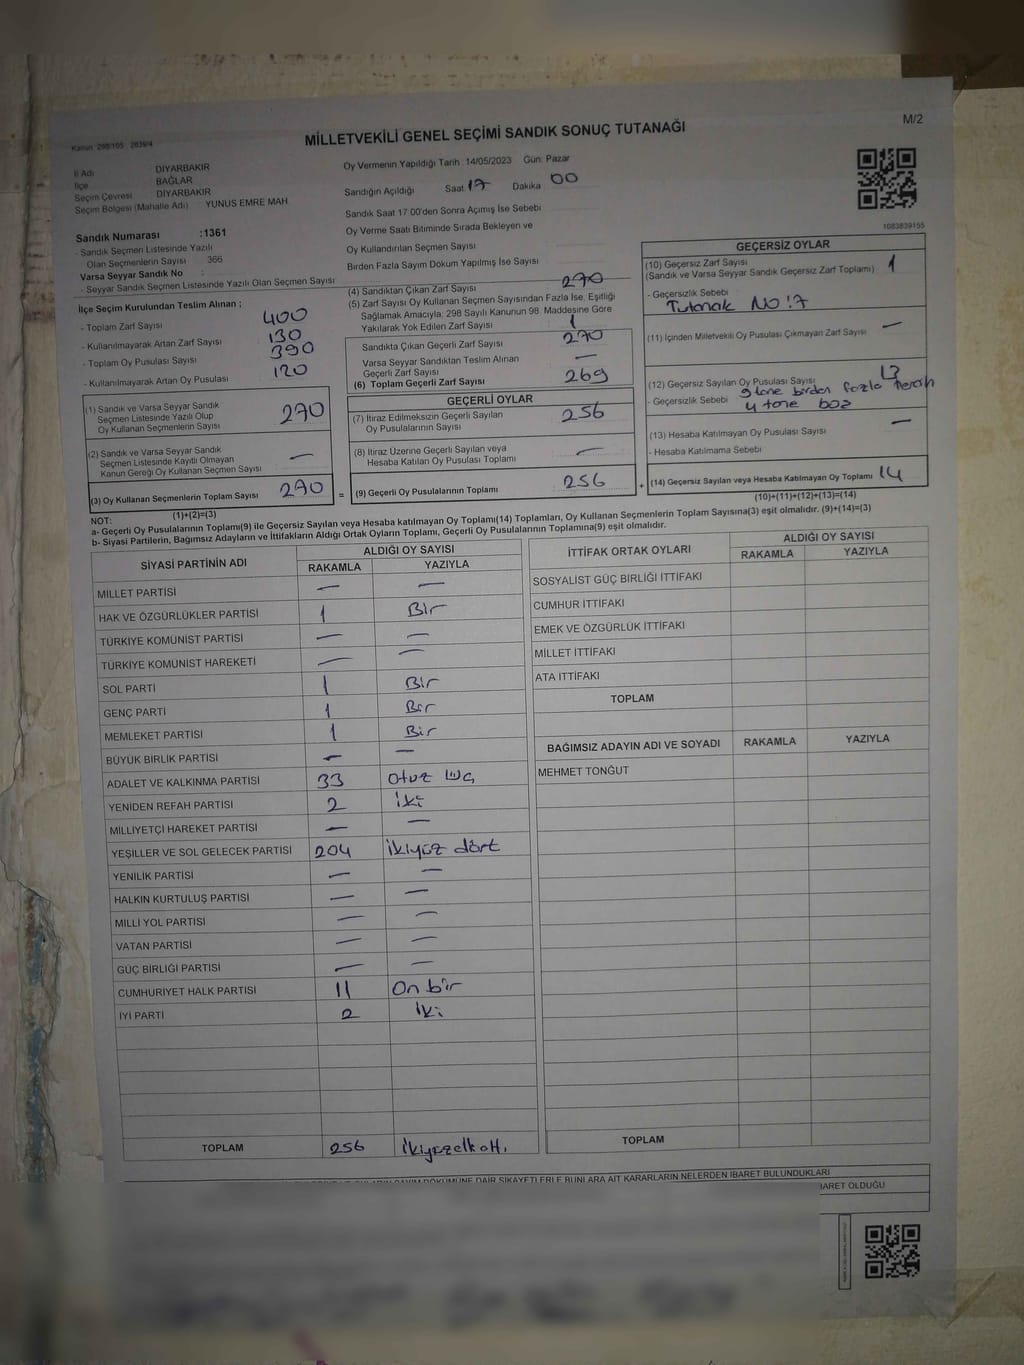 M/2
Kanun 298/105 2839/4
MİLLETVEKİLİ GENEL SEÇİMİ SANDIK SONUÇ TUTANAĞI
İl Adı DİYARBAKIR
İlçe BAĞLAR
Seçim Çevresi DİYARBAKIR
Seçim Bölgesi (Mahalle Adı) YUNUS EMRE MAH.
Sandık Numarası :1361
- Sandık Seçmen Listesinde Yazılı
Olan Seçmenlerin Sayısı 366
Varsa Seyyar Sandık No :
- Seyyar Sandık Seçmen Listesinde Yazılı Olan Seçmen Sayısı
Oy Vermenin Yapıldığı Tarih :14/05/2023 Gün: Pazar
Sandığın Açıldığı Saat 17 Dakika 00
Sandık Saat 17:00'den Sonra Açımış İse Sebebi
Oy Verme Saati Bitiminde Sırada Bekleyen ve
Oy Kullandırılan Seçmen Sayısı
Birden Fazla Sayım Döküm Yapılmış İse Sayısı
1083839155
İlçe Seçim Kurulundan Teslim Alınan ;
- Toplam Zarf Sayısı 400
- Kullanılmayarak Artan Zarf Sayısı 130
- Toplam Oy Pusulası Sayısı 390
- Kullanılmayarak Artan Oy Pusulası 120
(1) Sandık ve Varsa Seyyar Sandık
Seçmen Listesinde Yazılı Olup
Oy Kullanan Seçmenlerin Sayısı 270
(2) Sandık ve Varsa Seyyar Sandık
Seçmen Listesinde Kayıtlı Olmayan
Kanun Gereği Oy Kullanan Seçmen Sayısı —
(3) Oy Kullanan Seçmenlerin Toplam Sayısı 270
(1)+(2)=(3)
(4) Sandıktan Çıkan Zarf Sayısı 270
(5) Zarf Sayısı Oy Kullanan Seçmen Sayısından Fazla İse, Eşitliği
Sağlamak Amacıyla, 298 Sayılı Kanunun 98. Maddesine Göre
Yakılarak Yok Edilen Zarf Sayısı 1
Sandıkta Çıkan Geçerli Zarf Sayısı 270
Varsa Seyyar Sandıktan Teslim Alınan
Geçerli Zarf Sayısı —
(6) Toplam Geçerli Zarf Sayısı 269
GEÇERLİ OYLAR
(7) İtiraz Edilmeksizin Geçerli Sayılan
Oy Pusulalarının Sayısı 256
(8) İtiraz Üzerine Geçerli Sayılan veya
Hesaba Katılan Oy Pusulası Toplamı —
= (9) Geçerli Oy Pusulalarının Toplamı 256
GEÇERSİZ OYLAR
(10) Geçersiz Zarf Sayısı
(Sandık ve Varsa Seyyar Sandık Geçersiz Zarf Toplamı) 1
- Geçersizlik Sebebi
Tutanak NO:7
(11) İçinden Milletvekili Oy Pusulası Çıkmayan Zarf Sayısı —
(12) Geçersiz Sayılan Oy Pusulası Sayısı 13
- Geçersizlik Sebebi 9 tane birden fazla tercih
4 tane boş
(13) Hesaba Katılmayan Oy Pusulası Sayısı —
- Hesaba Katılmama Sebebi
+ (14) Geçersiz Sayılan veya Hesaba Katılmayan Oy Toplamı 14
(10)+(11)+(12)+(13)=(14)
NOT:
a- Geçerli Oy Pusulalarının Toplamı(9) ile Geçersiz Sayılan veya Hesaba katılmayan Oy Toplamı(14) Toplamları, Oy Kullanan Seçmenlerin Toplam Sayısına(3) eşit olmalıdır. (9)+(14)=(3)
b- Siyasi Partilerin, Bağımsız Adayların ve İttifakların Aldığı Ortak Oyların Toplamı, Geçerli Oy Pusulalarının Toplamına(9) eşit olmalıdır.
SİYASİ PARTİNİN ADI ALDIĞI OY SAYISI
RAKAMLA YAZIYLA
MİLLET PARTİSİ — —
HAK VE ÖZGÜRLÜKLER PARTİSİ 1 Bir
TÜRKİYE KOMÜNİST PARTİSİ — —
TÜRKİYE KOMÜNİST HAREKETİ — —
SOL PARTİ 1 Bir
GENÇ PARTİ 1 Bir
MEMLEKET PARTİSİ 1 Bir
BÜYÜK BİRLİK PARTİSİ — —
ADALET VE KALKINMA PARTİSİ 33 Otuz üç
YENİDEN REFAH PARTİSİ 2 İki
MİLLİYETÇİ HAREKET PARTİSİ — —
YEŞİLLER VE SOL GELECEK PARTİSİ 204 ikiyüz dört
YENİLİK PARTİSİ — —
HALKIN KURTULUŞ PARTİSİ — —
MİLLİ YOL PARTİSİ — —
VATAN PARTİSİ — —
GÜÇ BİRLİĞİ PARTİSİ — —
CUMHURİYET HALK PARTİSİ 11 On bir
İYİ PARTİ 2 İki
TOPLAM 256 ikiyüzelli altı
İTTİFAK ORTAK OYLARI ALDIĞI OY SAYISI
RAKAMLA YAZIYLA
SOSYALİST GÜÇ BİRLİĞİ İTTİFAKI
CUMHUR İTTİFAKI
EMEK VE ÖZGÜRLÜK İTTİFAKI
MİLLET İTTİFAKI
ATA İTTİFAKI
TOPLAM
BAĞIMSIZ ADAYIN ADI VE SOYADI RAKAMLA YAZIYLA
MEHMET TONĞUT
TOPLAM
DÖKÜMÜNE DAİR ŞİKAYETLERLE BUNLARA AİT KARARLARIN NELERDEN İBARET BULUNDUKLARI
İBARET OLDUĞU